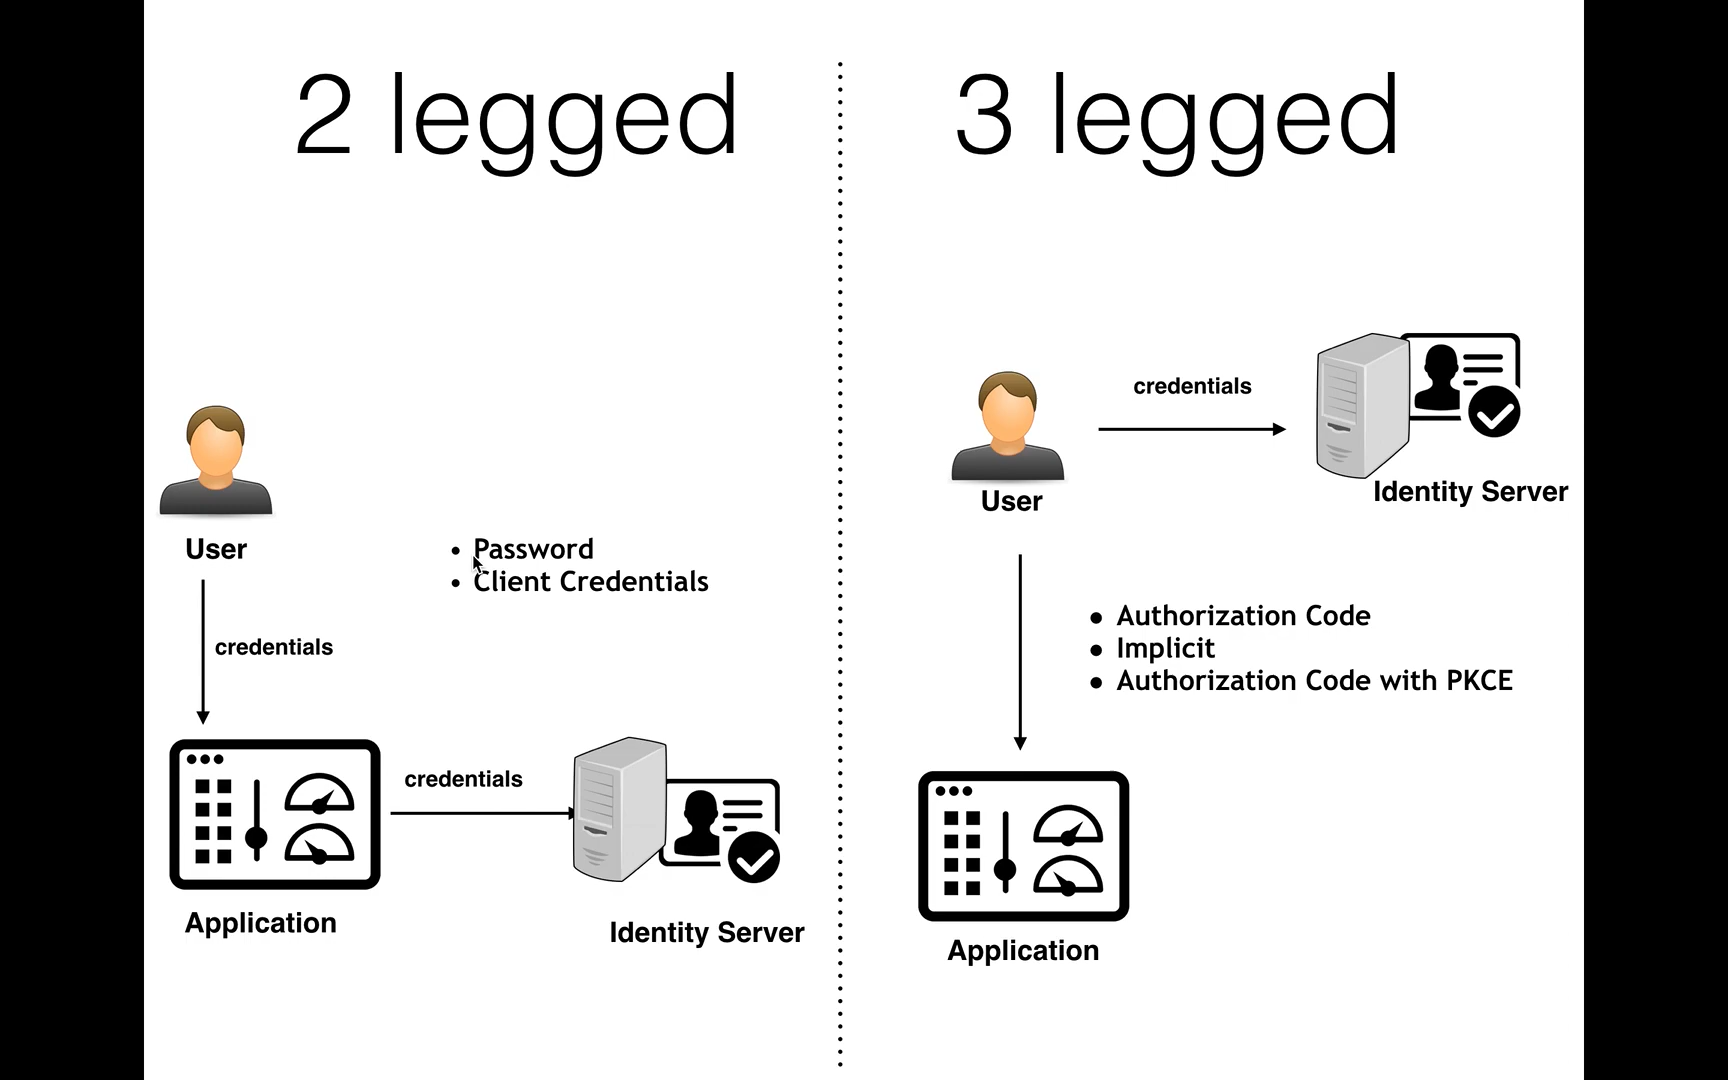 2 legged
User
• Password
• Client Credentials
credentials
credentials
Application
Identity Server
3 legged
credentials
User
Identity Server
• Authorization Code
• Implicit
• Authorization Code with PKCE
Application